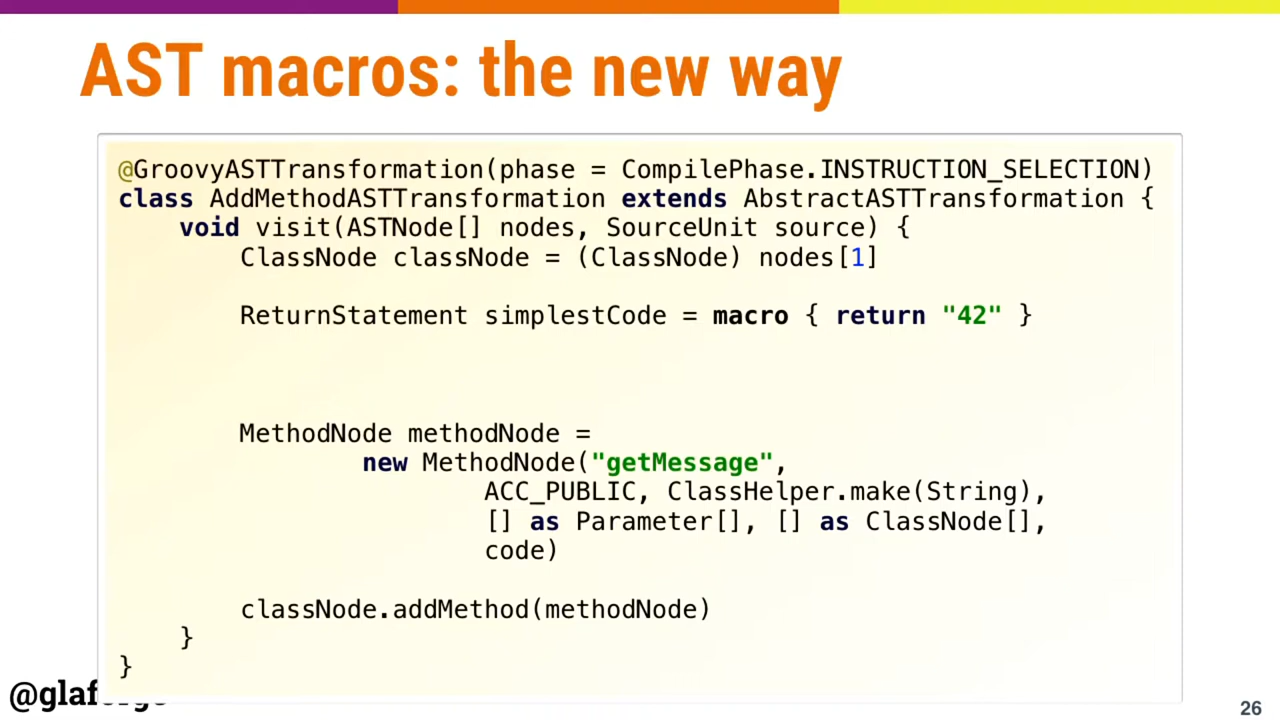 AST macros: the new way
@GroovyASTTransformation(phase = CompilePhase.INSTRUCTION_SELECTION)
class AddMethodASTTransformation extends AbstractASTTransformation {
    void visit(ASTNode[] nodes, SourceUnit source) {
        ClassNode classNode = (ClassNode) nodes[1]
        ReturnStatement simplestCode = macro { return "42" }
        MethodNode methodNode =
                new MethodNode("getMessage",
                        ACC_PUBLIC, ClassHelper.make(String),
                        [] as Parameter[], [] as ClassNode[],
                        code)
        classNode.addMethod(methodNode)
    }
}
@glaforge
26